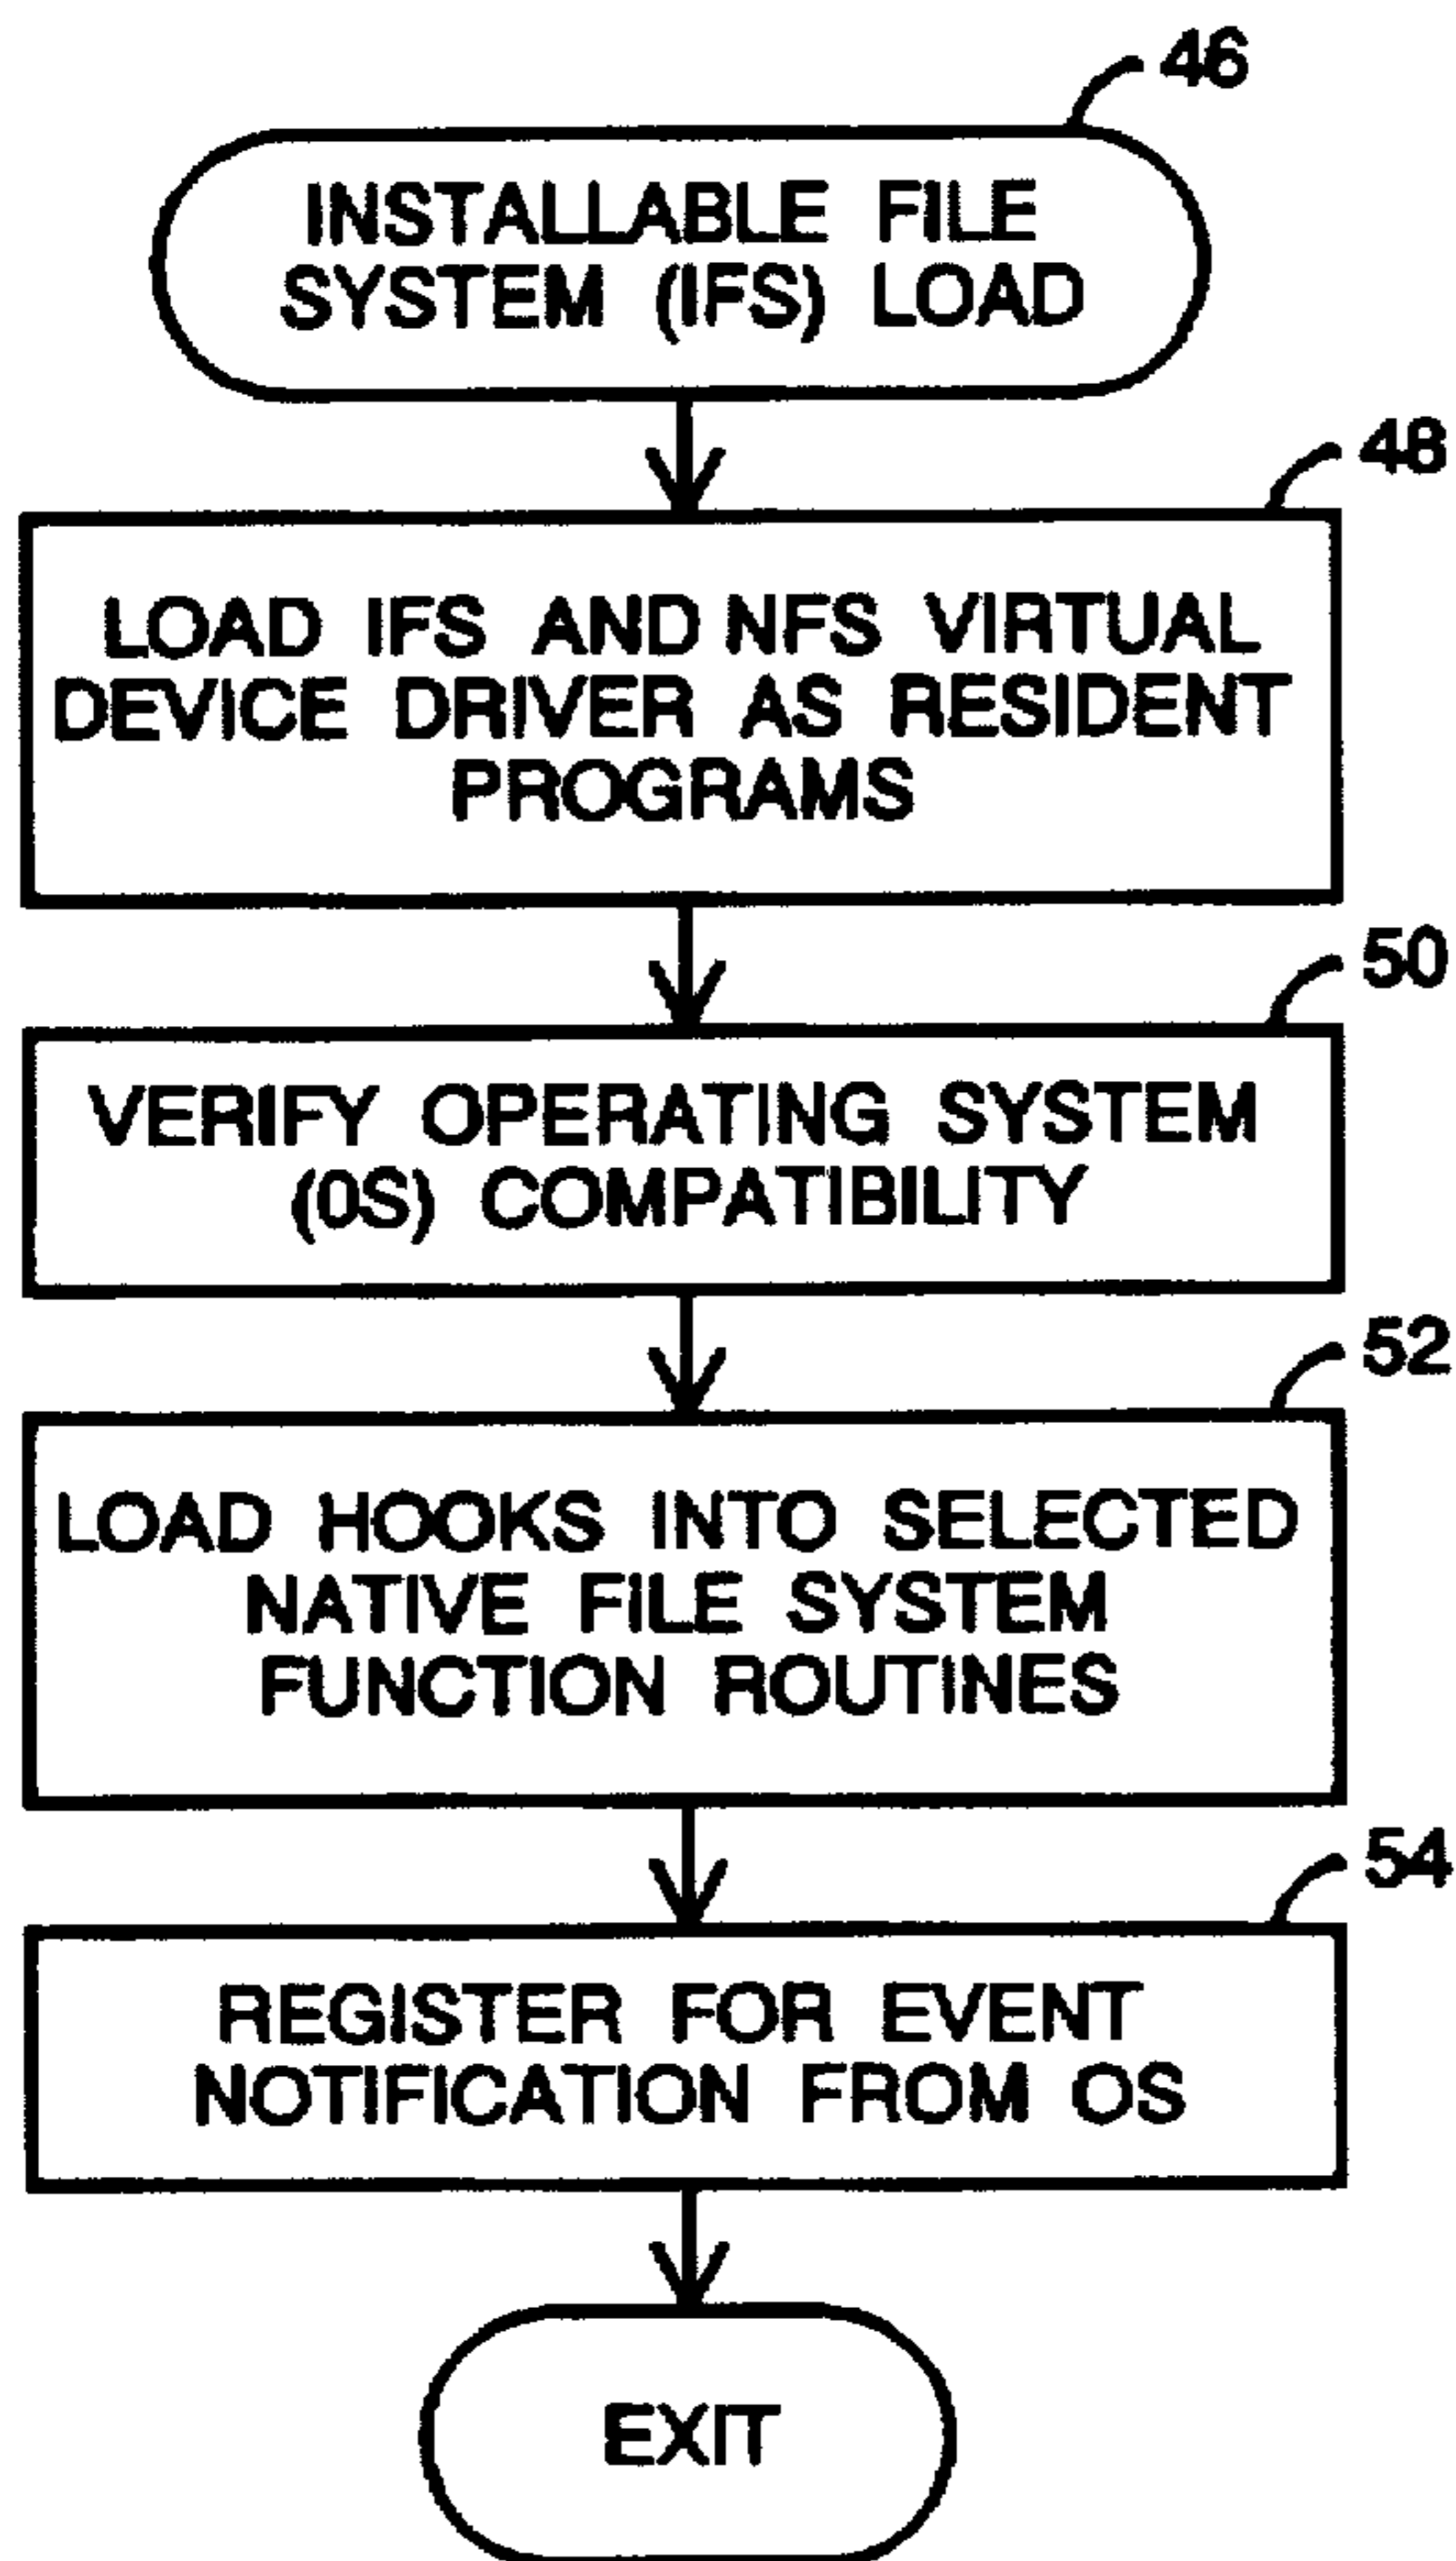 46
INSTALLABLE FILE
SYSTEM (IFS) LOAD
48
LOAD IFS AND NFS VIRTUAL
DEVICE DRIVER AS RESIDENT
PROGRAMS
50
VERIFY OPERATING SYSTEM
(0S) COMPATIBILITY
52
LOAD HOOKS INTO SELECTED
NATIVE FILE SYSTEM
FUNCTION ROUTINES
54
REGISTER FOR EVENT
NOTIFICATION FROM OS
EXIT